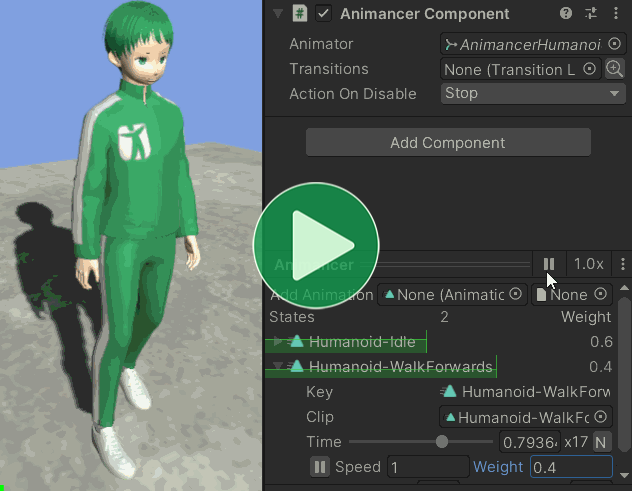 Animancer Component
Animator AnimancerHumanoi
Transitions None (Transition L
Action On Disable Stop
Add Component
Animancer 1.0x
Add Animation None (Animatic None
States 2 Weight
Humanoid-Idle 0.6
Humanoid-WalkForwards 0.4
Key Humanoid-WalkForw
Clip Humanoid-WalkFc
Time 0.7936 x17 N
Speed 1 Weight 0.4